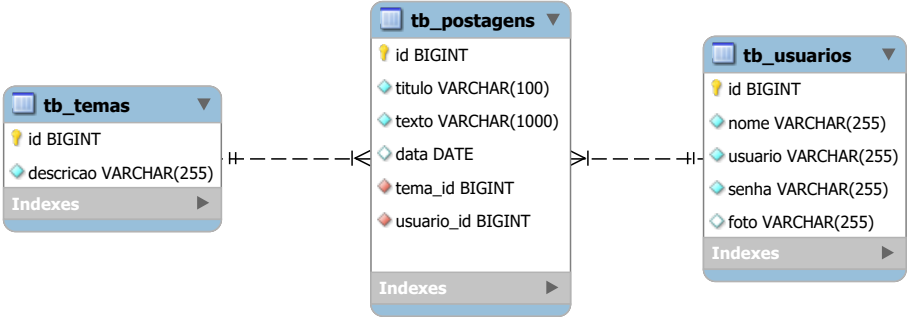 tb_temas
id BIGINT
descricao VARCHAR(255)
Indexes
tb_postagens
id BIGINT
titulo VARCHAR(100)
texto VARCHAR(1000)
data DATE
tema_id BIGINT
usuario_id BIGINT
Indexes
tb_usuarios
id BIGINT
nome VARCHAR(255)
usuario VARCHAR(255)
senha VARCHAR(255)
foto VARCHAR(255)
Indexes